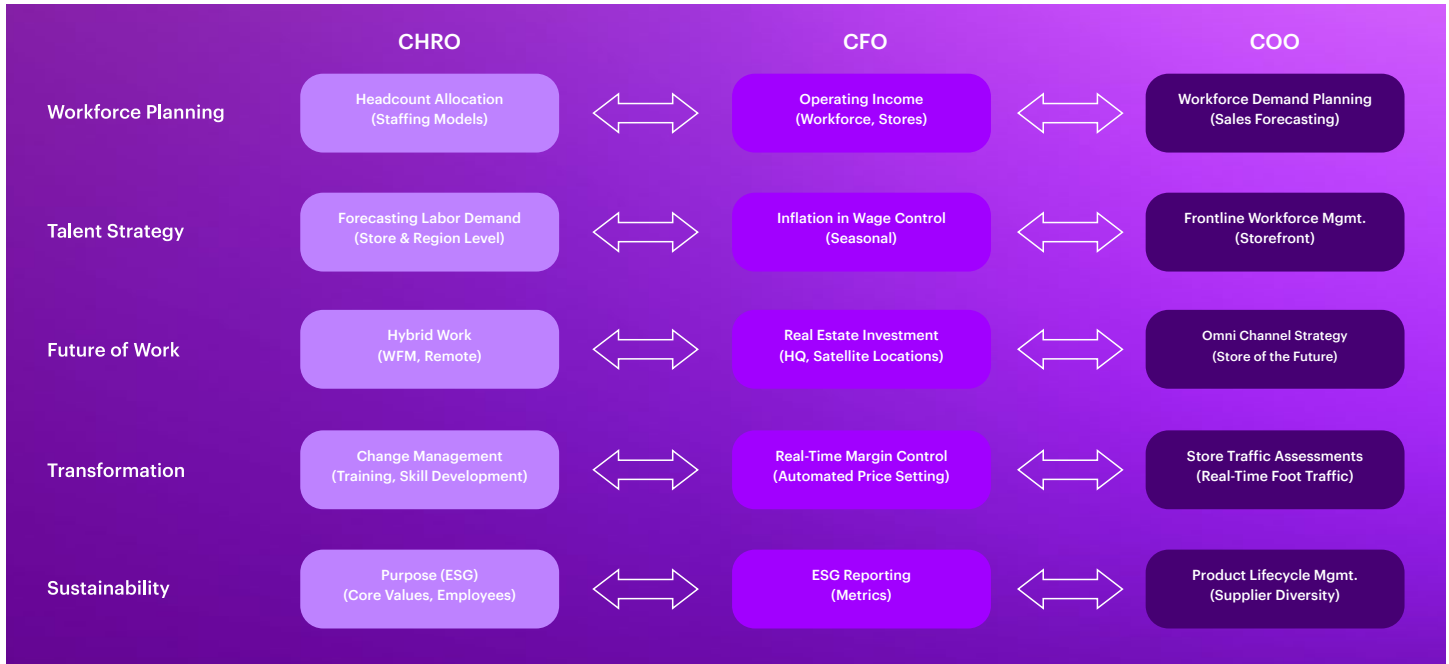 CHRO
CFO
COO
Workforce Planning
Headcount Allocation
(Staffing Models)
Operating Income
(Workforce, Stores)
Workforce Demand Planning
(Sales Forecasting)
Talent Strategy
Forecasting Labor Demand
(Store & Region Level)
Inflation in Wage Control
(Seasonal)
Frontline Workforce Mgmt.
(Storefront)
Future of Work
Hybrid Work
(WFM, Remote)
Real Estate Investment
(HQ, Satellite Locations)
Omni Channel Strategy
(Store of the Future)
Transformation
Change Management
(Training, Skill Development)
Real-Time Margin Control
(Automated Price Setting)
Store Traffic Assessments
(Real-Time Foot Traffic)
Sustainability
Purpose (ESG)
(Core Values, Employees)
ESG Reporting
(Metrics)
Product Lifecycle Mgmt.
(Supplier Diversity)